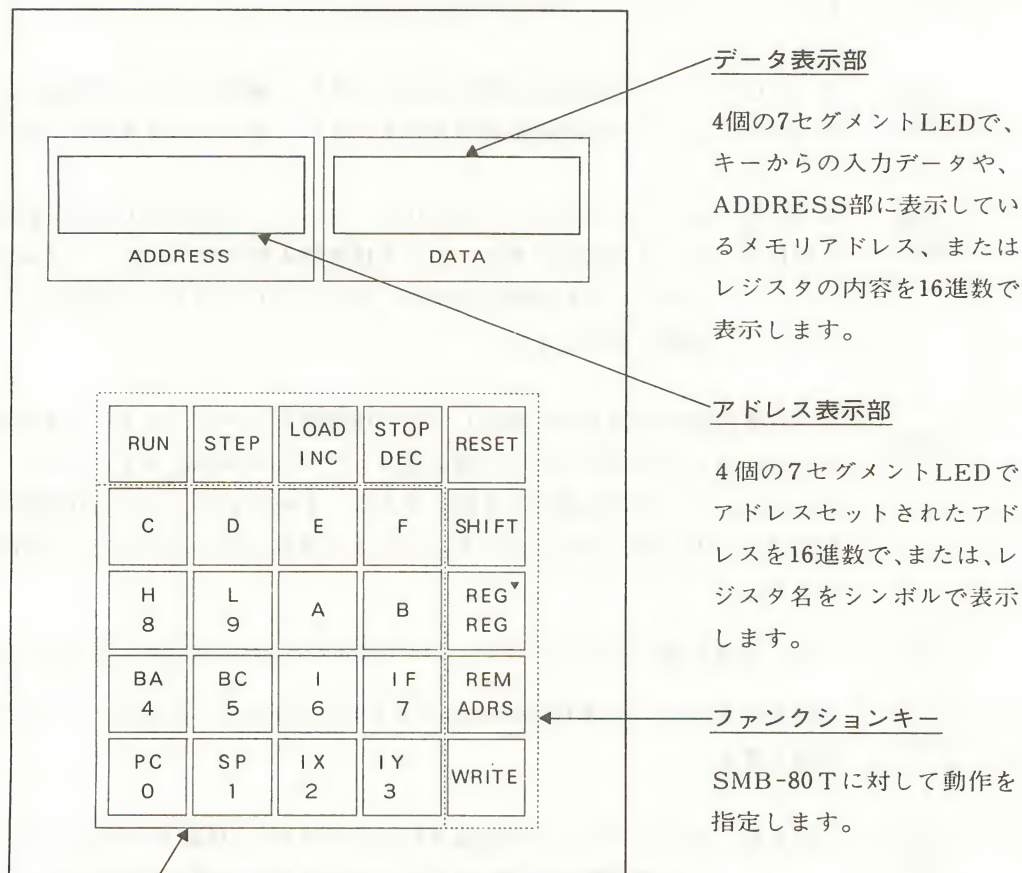 データ表示部
4個の7セグメントLEDで、
キーからの入力データや、
ADDRESS部に表示してい
るメモリアドレス、または
レジスタの内容を16進数で
表示します。
ADDRESS
DATA
アドレス表示部
4個の7セグメントLEDで
アドレスセットされたアド
レスを16進数で、または、レ
ジスタ名をシンボルで表示
します。
RUN
STEP
LOAD
INC
STOP
DEC
RESET
C
D
E
F
SHIFT
H
8
L
9
A
B
REG▼
REG
BA
4
BC
5
I
6
IF
7
REM
ADRS
PC
0
SP
1
IX
2
IY
3
WRITE
ファンクションキー
SMB-80Tに対して動作を
指定します。